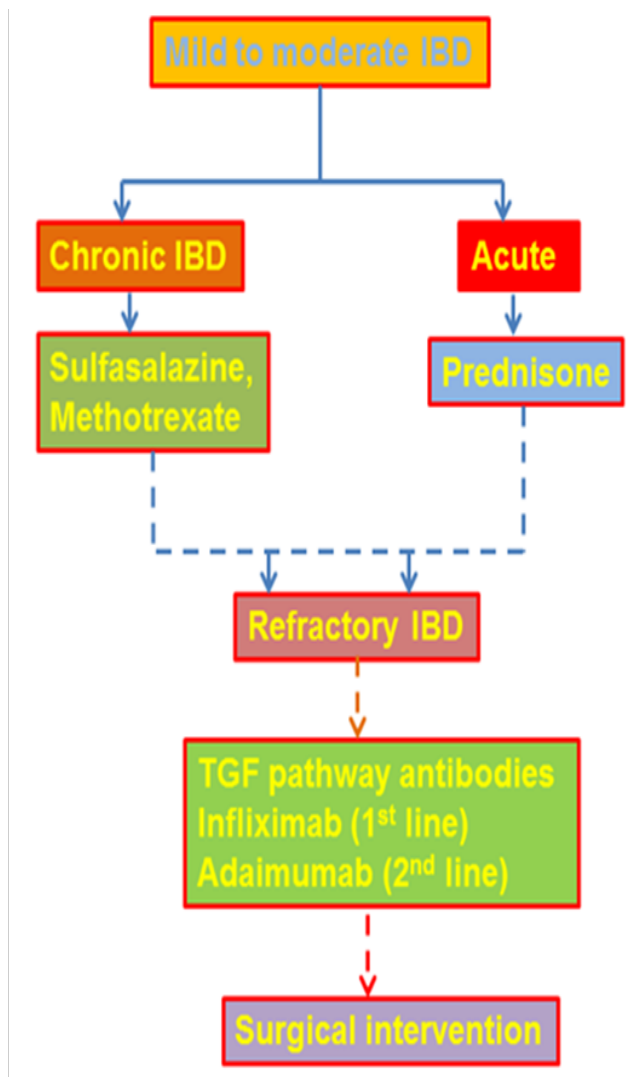 Mild to moderate IBD
Chronic IBD
Acute
Sulfasalazine,
Methotrexate
Prednisone
Refractory IBD
TGF pathway antibodies
Infliximab (1st line)
Adaimumab (2nd line)
Surgical intervention